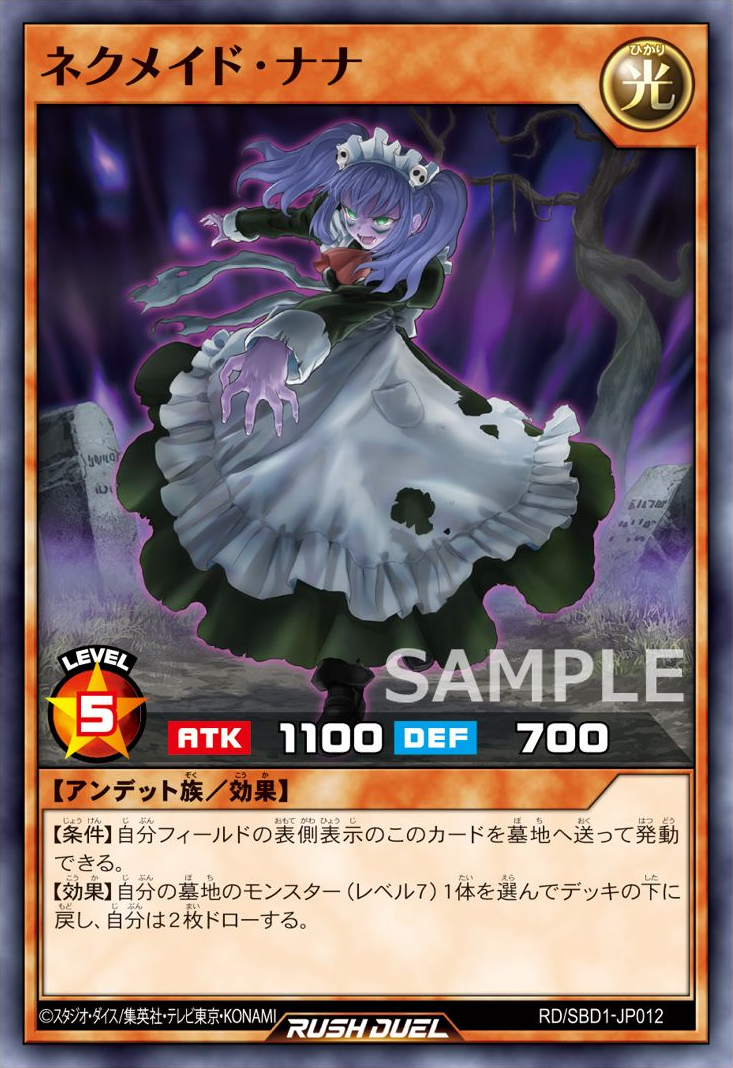 ネクメイド・ナナ
ひかり
光
SAMPLE
LEVEL
5
ATK 1100 DEF 700
【アンデット族／効果】
【条件】自分フィールドの表側表示のこのカードを墓地へ送って発動
できる。
【効果】自分の墓地のモンスター（レベル7）1体を選んでデッキの下に
戻し、自分は2枚ドローする。
©スタジオ・ダイス/集英社・テレビ東京・KONAMI
RUSH DUEL
RD/SBD1-JP012